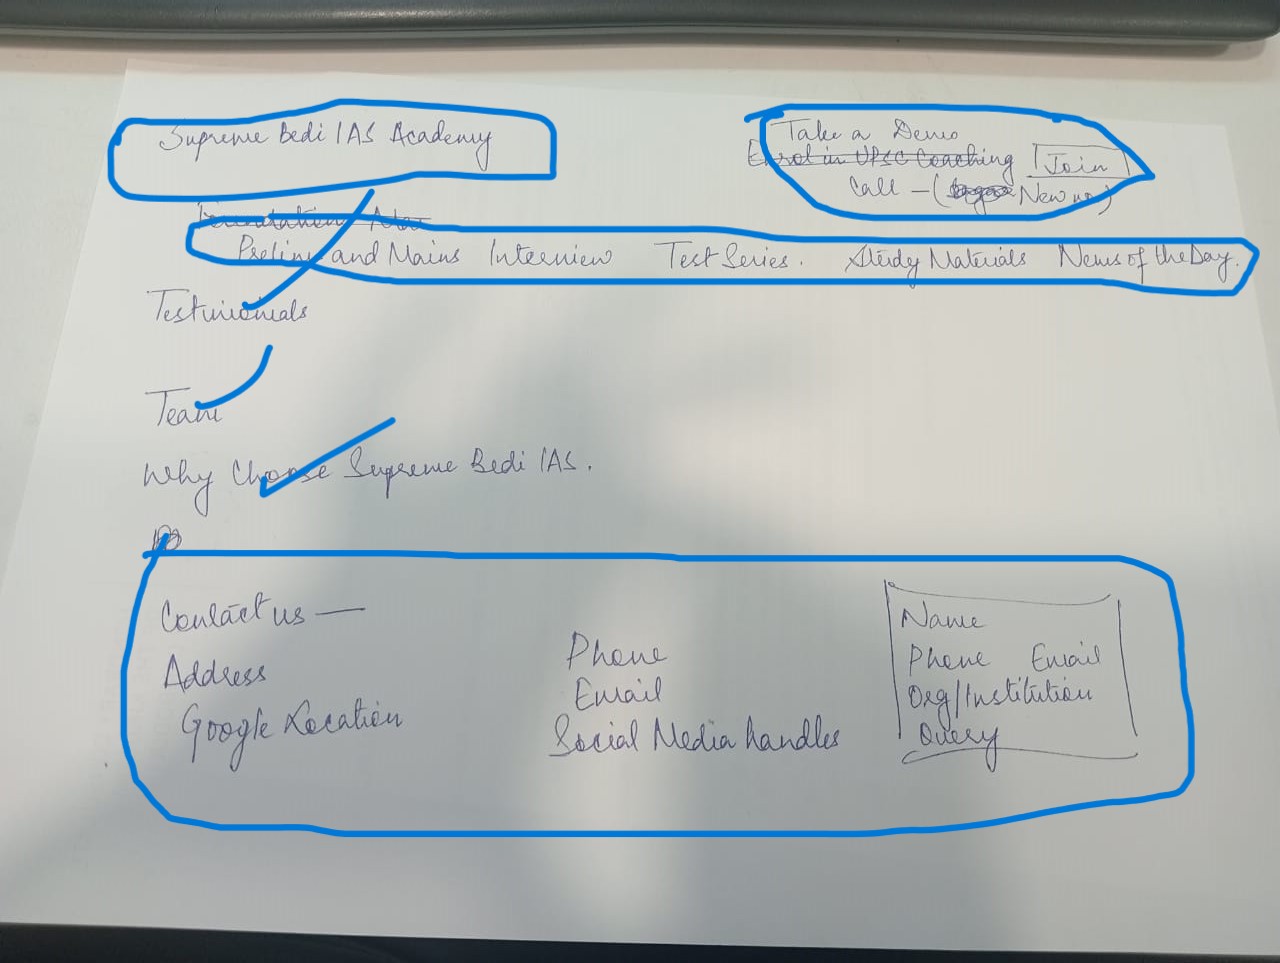 Supreme Bedi IAS Academy
Take a Demo
Enrol in UPSC Coaching Join
Call - ( New no)
Foundation
Prelims and Mains Interview Test Series. Study Materials News of the Day.
Testimonials
Team
Why Choose Supreme Bedi IAS.
Contact us —
Address
Google Location
Phone
Email
Social Media handles
Name
Phone Email
Org/Institution
Query